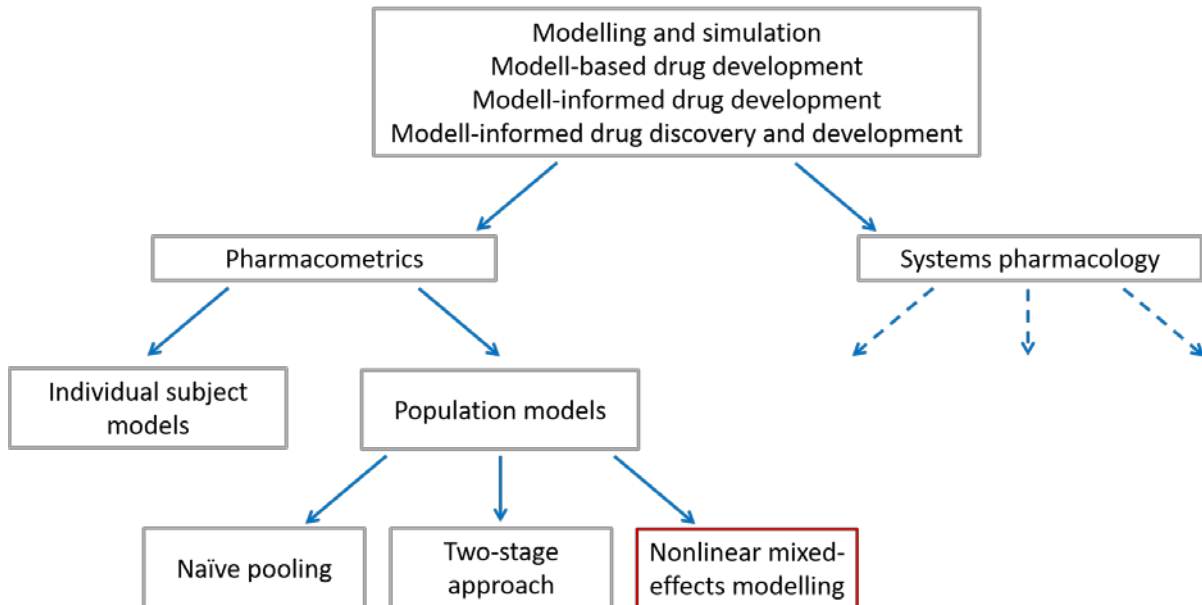 Modelling and simulation
Modell-based drug development
Modell-informed drug development
Modell-informed drug discovery and development
Pharmacometrics
Systems pharmacology
Individual subject
models
Population models
Naïve pooling
Two-stage
approach
Nonlinear mixed-
effects modelling